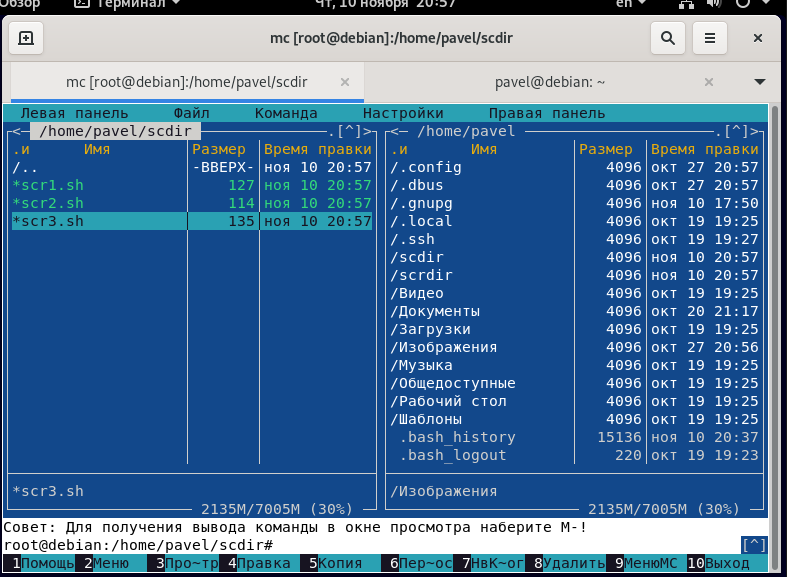 Обзор Терминал Чт, 10 ноября 20:57 en
mc [root@debian]:/home/pavel/scdir
mc [root@debian]:/home/pavel/scdir × pavel@debian: ~ ×
Левая панель Файл Команда Настройки Правая панель
<─ /home/pavel/scdir .[^]> <─ /home/pavel .[^]>
.и Имя Размер Время правки .и Имя Размер Время правки
/.. -ВВЕРХ- ноя 10 20:57 /.config 4096 окт 27 20:57
*scr1.sh 127 ноя 10 20:57 /.dbus 4096 окт 27 20:57
*scr2.sh 114 ноя 10 20:57 /.gnupg 4096 ноя 10 17:50
*scr3.sh 135 ноя 10 20:57 /.local 4096 окт 19 19:25
/.ssh 4096 окт 19 19:27
/scdir 4096 ноя 10 20:57
/scrdir 4096 ноя 10 20:57
/Видео 4096 окт 19 19:25
/Документы 4096 окт 20 21:17
/Загрузки 4096 окт 19 19:25
/Изображения 4096 окт 27 20:56
/Музыка 4096 окт 19 19:25
/Общедоступные 4096 окт 19 19:25
/Рабочий стол 4096 окт 19 19:25
/Шаблоны 4096 окт 19 19:25
.bash_history 15136 ноя 10 20:37
.bash_logout 220 окт 19 19:23
*scr3.sh /Изображения
2135M/7005M (30%) 2135M/7005M (30%)
Совет: Для получения вывода команды в окне просмотра наберите M-!
root@debian:/home/pavel/scdir# [^]
1Помощь 2Меню 3Про~тр 4Правка 5Копия 6Пер~ос 7НвК~ог 8Удалить 9МенюMC 10Выход